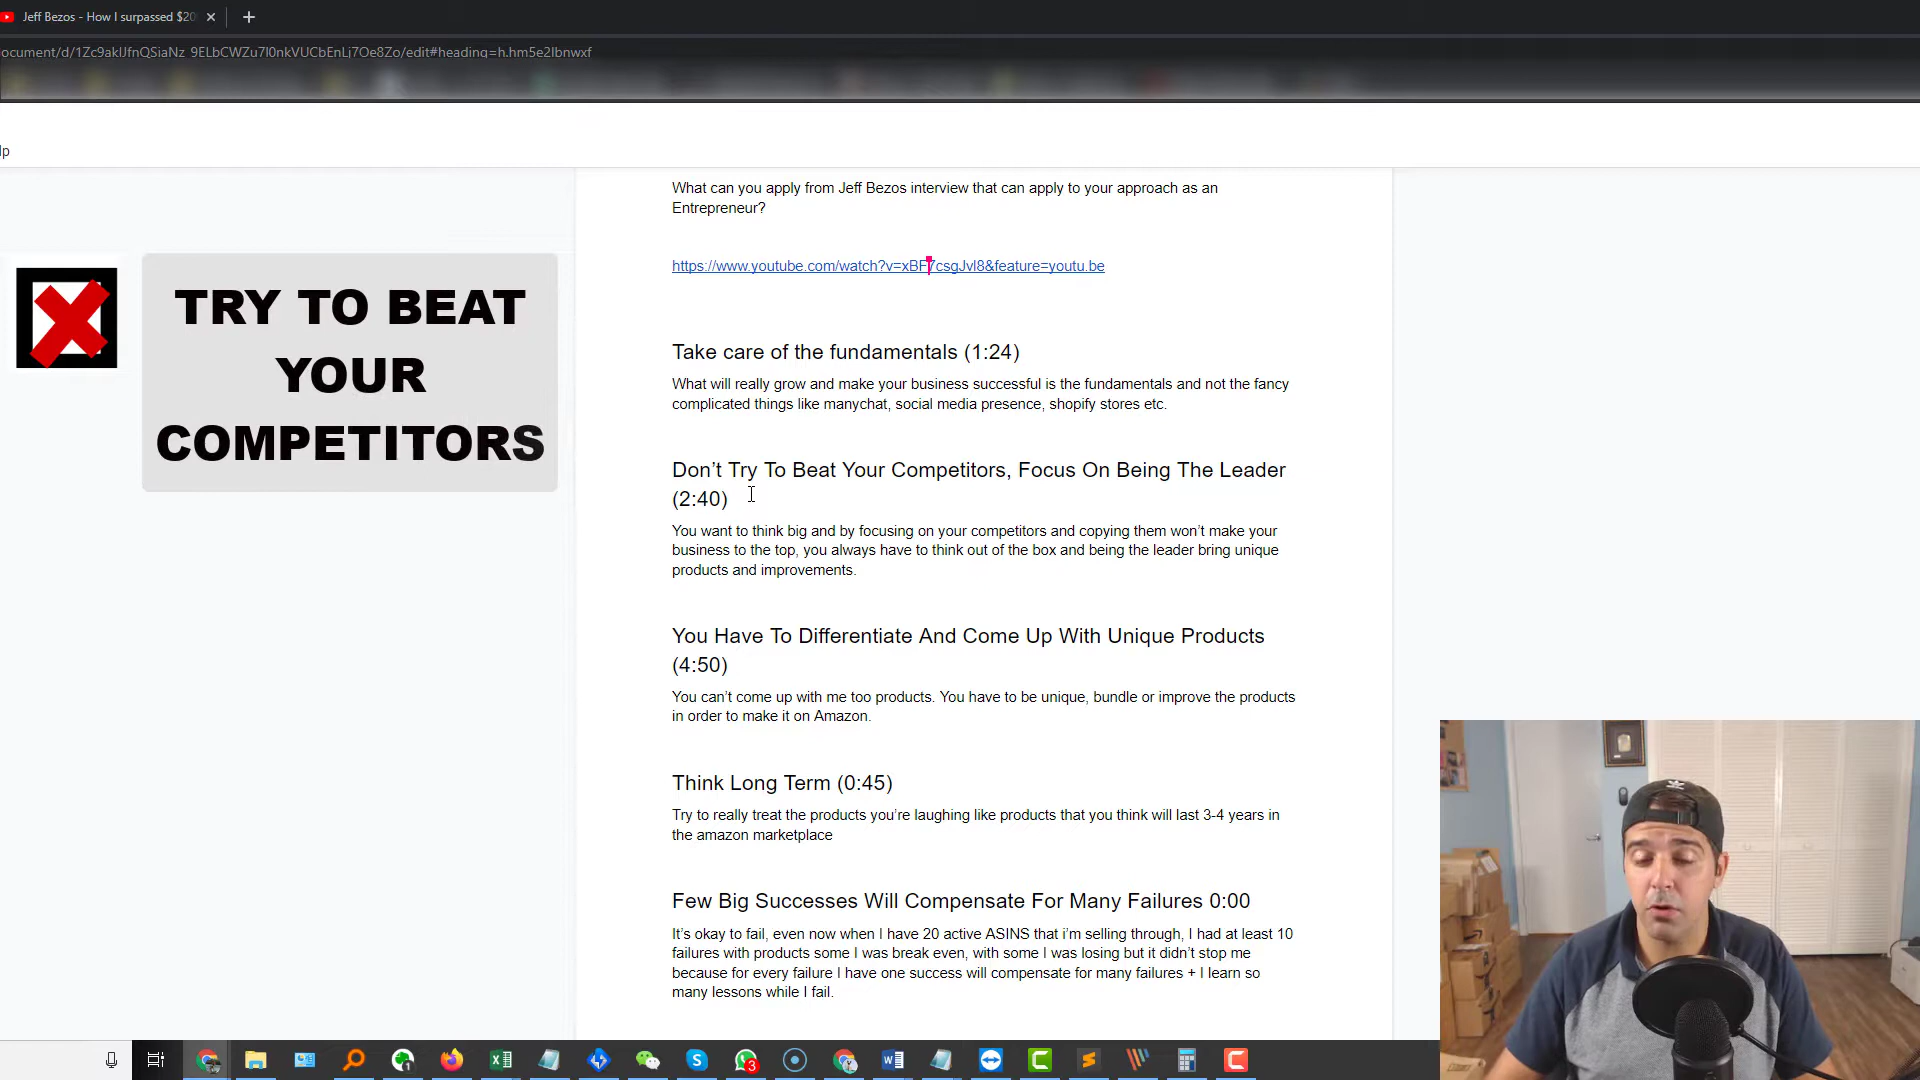 Jeff Bezos - How I surpassed $20
ocument/d/1Zc9aklJfnQSiaNz_9ELbCWZu7I0nkVUCbEnLj7Oe8Zo/edit#heading=h.hm5e2lbnwxf
lp
What can you apply from Jeff Bezos interview that can apply to your approach as an
Entrepreneur?
https://www.youtube.com/watch?v=xBF7csgJvl8&feature=youtu.be
TRY TO BEAT
YOUR
COMPETITORS
Take care of the fundamentals (1:24)
What will really grow and make your business successful is the fundamentals and not the fancy
complicated things like manychat, social media presence, shopify stores etc.
Don’t Try To Beat Your Competitors, Focus On Being The Leader
(2:40)
You want to think big and by focusing on your competitors and copying them won’t make your
business to the top, you always have to think out of the box and being the leader bring unique
products and improvements.
You Have To Differentiate And Come Up With Unique Products
(4:50)
You can’t come up with me too products. You have to be unique, bundle or improve the products
in order to make it on Amazon.
Think Long Term (0:45)
Try to really treat the products you’re laughing like products that you think will last 3-4 years in
the amazon marketplace
Few Big Successes Will Compensate For Many Failures 0:00
It’s okay to fail, even now when I have 20 active ASINS that i’m selling through, I had at least 10
failures with products some I was break even, with some I was losing but it didn’t stop me
because for every failure I have one success will compensate for many failures + I learn so
many lessons while I fail.